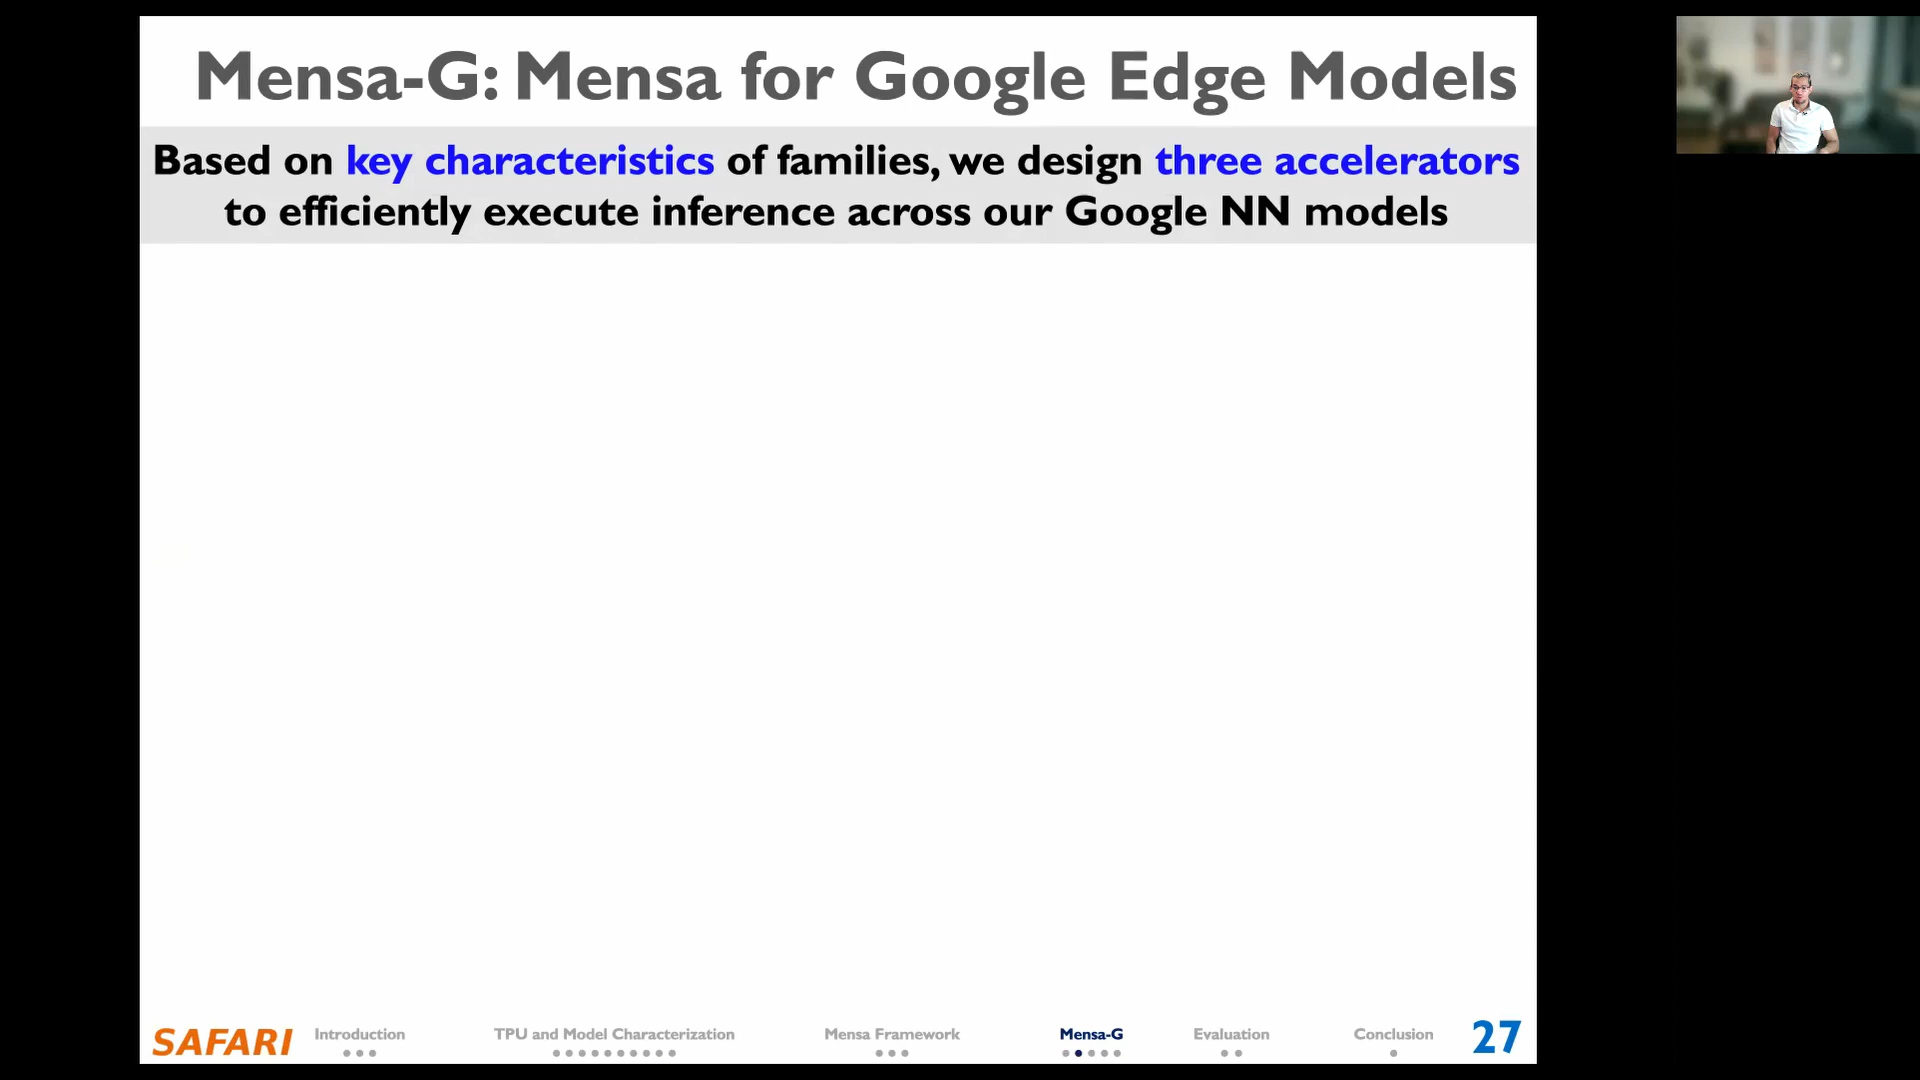 Mensa-G: Mensa for Google Edge Models
Based on key characteristics of families, we design three accelerators
to efficiently execute inference across our Google NN models
SAFARI
Introduction
TPU and Model Characterization
Mensa Framework
Mensa-G
Evaluation
Conclusion
27